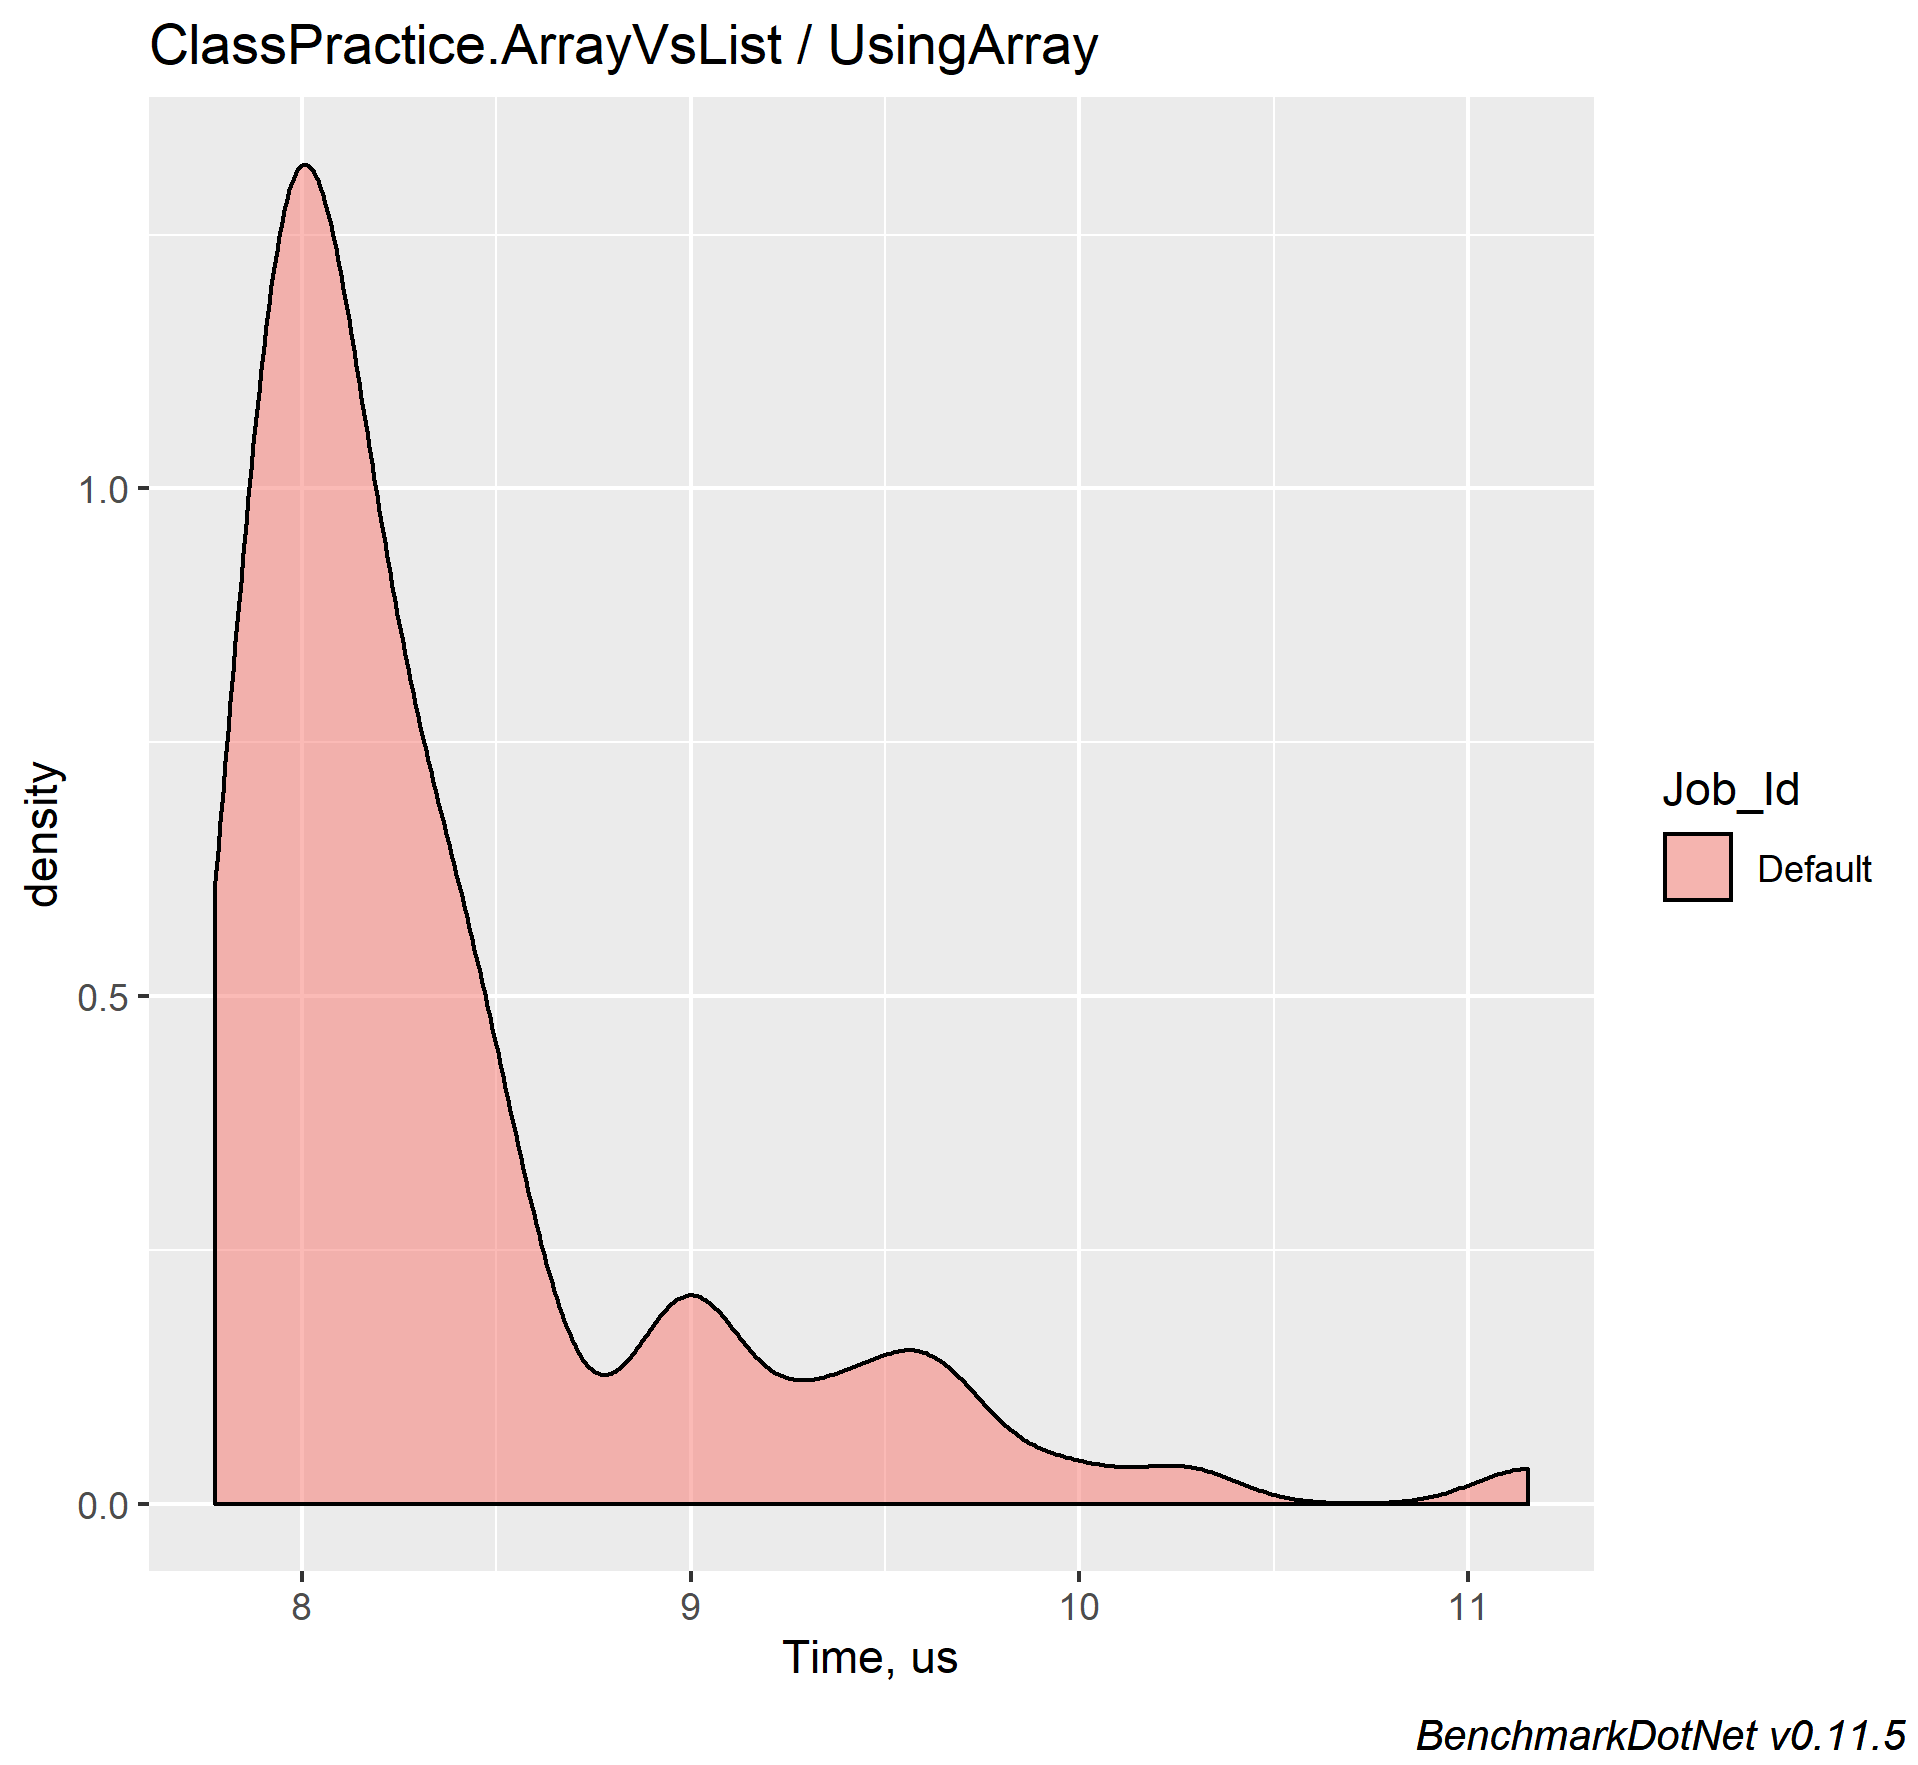 ClassPractice.ArrayVsList / UsingArray
density
1.0
0.5
0.0
8
9
10
11
Time, us
Job_Id
Default
BenchmarkDotNet v0.11.5